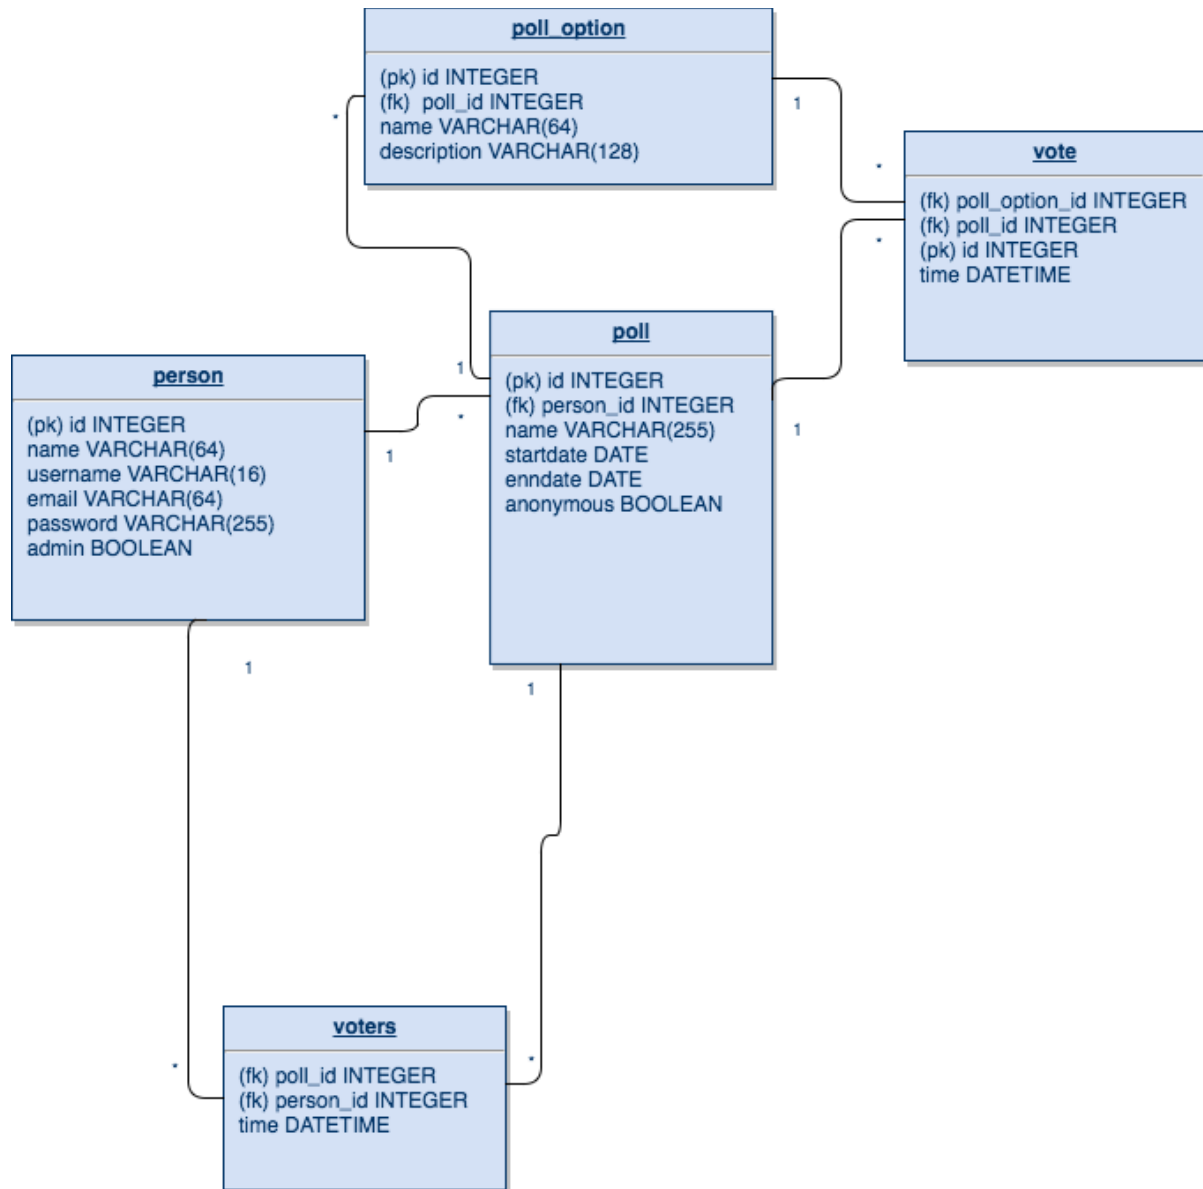 poll_option
(pk) id INTEGER
(fk) poll_id INTEGER
name VARCHAR(64)
description VARCHAR(128)
*
1
vote
(fk) poll_option_id INTEGER
(fk) poll_id INTEGER
(pk) id INTEGER
time DATETIME
*
*
poll
(pk) id INTEGER
(fk) person_id INTEGER
name VARCHAR(255)
startdate DATE
enndate DATE
anonymous BOOLEAN
1
*
1
1
person
(pk) id INTEGER
name VARCHAR(64)
username VARCHAR(16)
email VARCHAR(64)
password VARCHAR(255)
admin BOOLEAN
1
1
voters
(fk) poll_id INTEGER
(fk) person_id INTEGER
time DATETIME
*
*